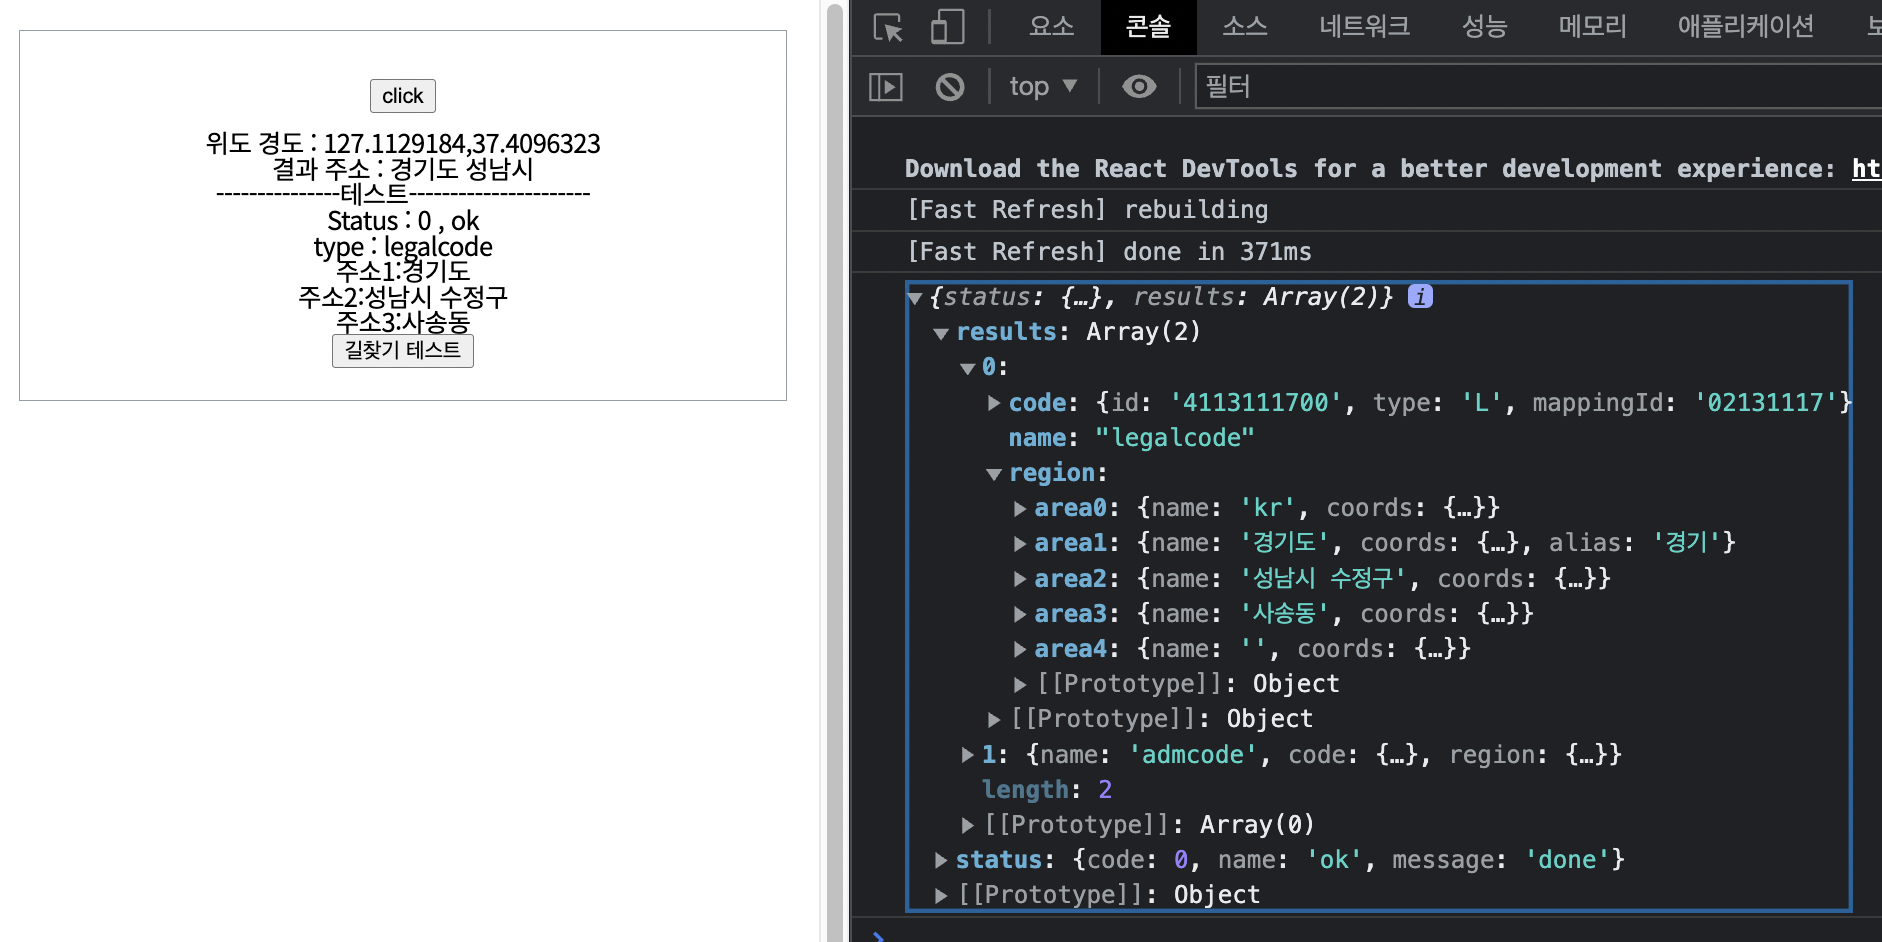 click
위도 경도 : 127.1129184,37.4096323
결과 주소 : 경기도 성남시
---------------테스트----------------------
Status : 0 , ok
type : legalcode
주소1:경기도
주소2:성남시 수정구
주소3:사송동
길찾기 테스트
요소 콘솔 소스 네트워크 성능 메모리 애플리케이션
top ▼ 필터
Download the React DevTools for a better development experience: ht
[Fast Refresh] rebuilding
[Fast Refresh] done in 371ms
▼{status: {…}, results: Array(2)} i
▼results: Array(2)
▼0:
▶code: {id: '4113111700', type: 'L', mappingId: '02131117'}
name: "legalcode"
▼region:
▶area0: {name: 'kr', coords: {…}}
▶area1: {name: '경기도', coords: {…}, alias: '경기'}
▶area2: {name: '성남시 수정구', coords: {…}}
▶area3: {name: '사송동', coords: {…}}
▶area4: {name: '', coords: {…}}
▶[[Prototype]]: Object
▶[[Prototype]]: Object
▶1: {name: 'admcode', code: {…}, region: {…}}
length: 2
▶[[Prototype]]: Array(0)
▶status: {code: 0, name: 'ok', message: 'done'}
▶[[Prototype]]: Object